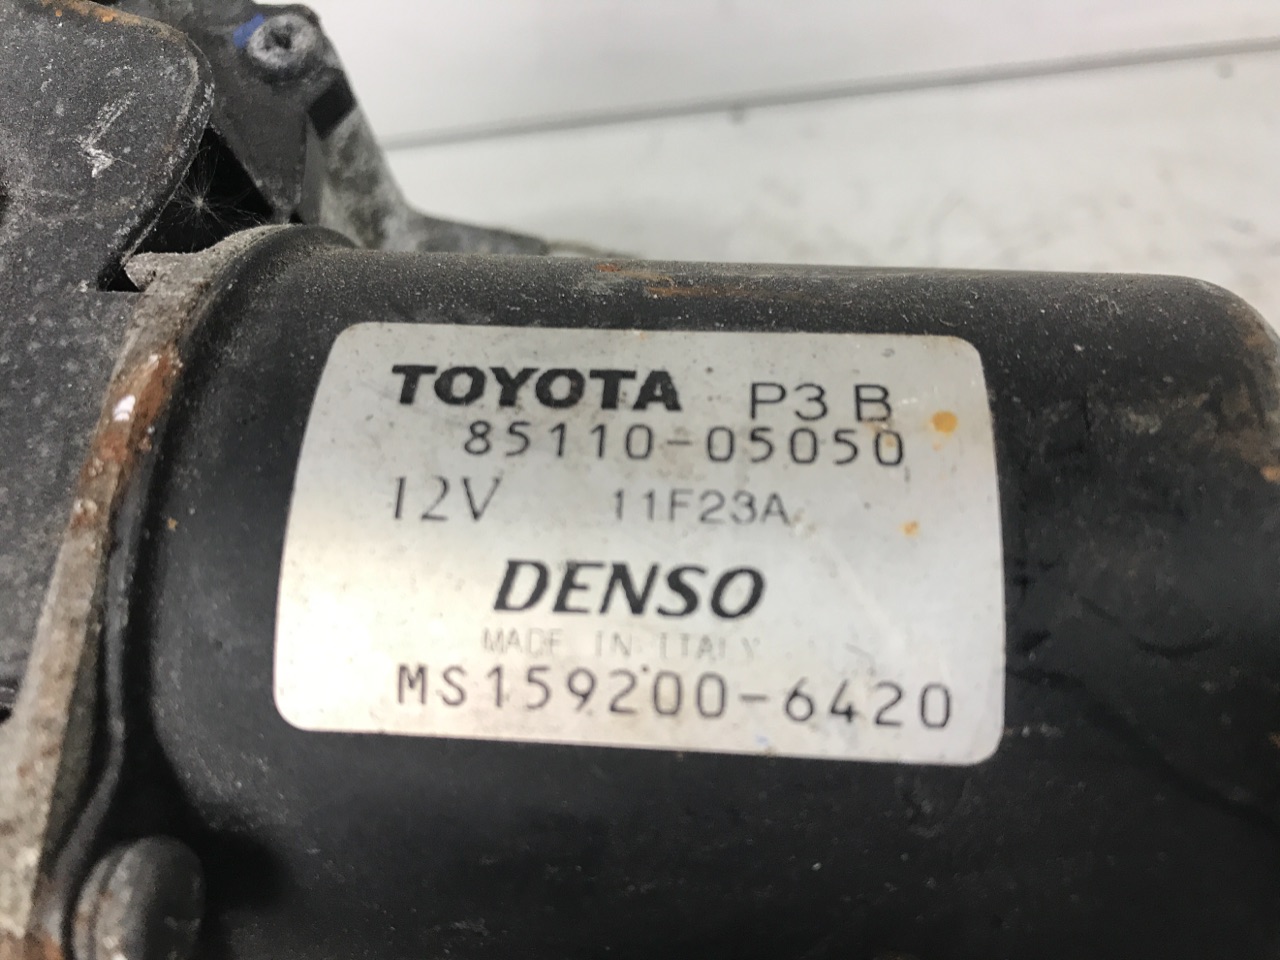 TOYOTA P3 B
85110-05050
12V 11F23A
DENSO
MADE IN ITALY
MS159200-6420